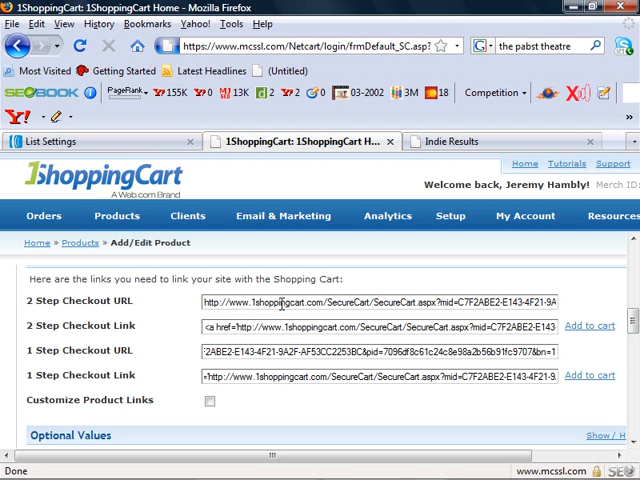 1ShoppingCart: 1ShoppingCart Home - Mozilla Firefox
File Edit View History Bookmarks Yahoo! Tools Help
https://www.mcssl.com/Netcart/login/frmDefault_SC.asp? the pabst theatre
Most Visited Getting Started Latest Headlines (Untitled)
SEOBOOK PageRank Y! 155K Y! 0 MJ 13K 2 Y! 2 0 03-2002 3M 18 Competition
Y!
List Settings 1ShoppingCart: 1ShoppingCart H... Indie Results
Home Tutorials Support
1ShoppingCart
A Web.com Brand
Welcome back, Jeremy Hambly! Merch ID:
Orders Products Clients Email & Marketing Analytics Setup My Account Resources
Home » Products » Add/Edit Product
Here are the links you need to link your site with the Shopping Cart:
2 Step Checkout URL http://www.1shoppingcart.com/SecureCart/SecureCart.aspx?mid=C7F2ABE2-E143-4F21-9A
2 Step Checkout Link <a href='http://www.1shoppingcart.com/SecureCart/SecureCart.aspx?mid=C7F2ABE2-E143 Add to cart
1 Step Checkout URL 2ABE2-E143-4F21-9A2F-AF53CC2253BC&pid=7096df8c61c24c8e98a2b56b91fc9707&bn=1
1 Step Checkout Link ='http://www.1shoppingcart.com/SecureCart/SecureCart.aspx?mid=C7F2ABE2-E143-4F21-9 Add to cart
Customize Product Links
Optional Values Show / H
Done www.mcssl.com SEO